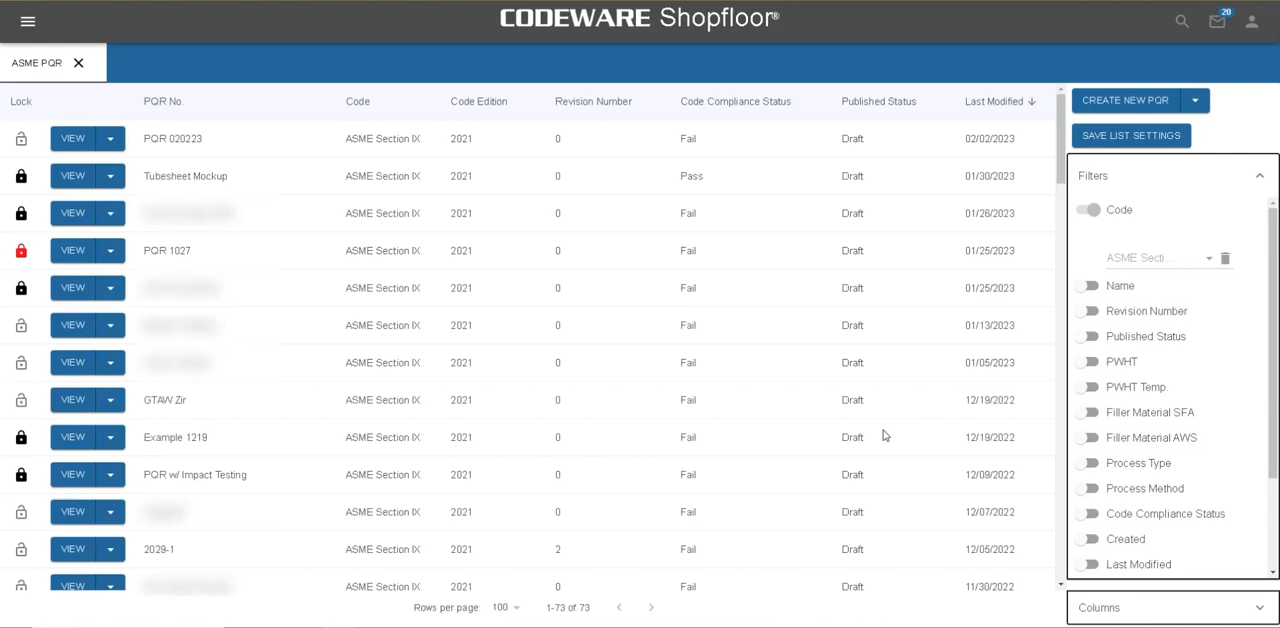 CODEWARE Shopfloor®
20
ASME PQR
Lock PQR No. Code Code Edition Revision Number Code Compliance Status Published Status Last Modified
VIEW PQR 020223 ASME Section IX 2021 0 Fail Draft 02/02/2023
VIEW Tubesheet Mockup ASME Section IX 2021 0 Pass Draft 01/30/2023
VIEW ASME Section IX 2021 0 Fail Draft 01/26/2023
VIEW PQR 1027 ASME Section IX 2021 0 Fail Draft 01/25/2023
VIEW ASME Section IX 2021 0 Fail Draft 01/25/2023
VIEW ASME Section IX 2021 0 Fail Draft 01/13/2023
VIEW ASME Section IX 2021 0 Fail Draft 01/05/2023
VIEW GTAW Zir ASME Section IX 2021 0 Fail Draft 12/19/2022
VIEW Example 1219 ASME Section IX 2021 0 Fail Draft 12/19/2022
VIEW PQR w/ Impact Testing ASME Section IX 2021 0 Fail Draft 12/09/2022
VIEW ASME Section IX 2021 0 Fail Draft 12/07/2022
VIEW 2029-1 ASME Section IX 2021 2 Fail Draft 12/05/2022
VIEW ASME Section IX 2021 0 Fail Draft 11/30/2022
Rows per page: 100 1-73 of 73
CREATE NEW PQR
SAVE LIST SETTINGS
Filters
Code
ASME Secti...
Name
Revision Number
Published Status
PWHT
PWHT Temp.
Filler Material SFA
Filler Material AWS
Process Type
Process Method
Code Compliance Status
Created
Last Modified
Columns